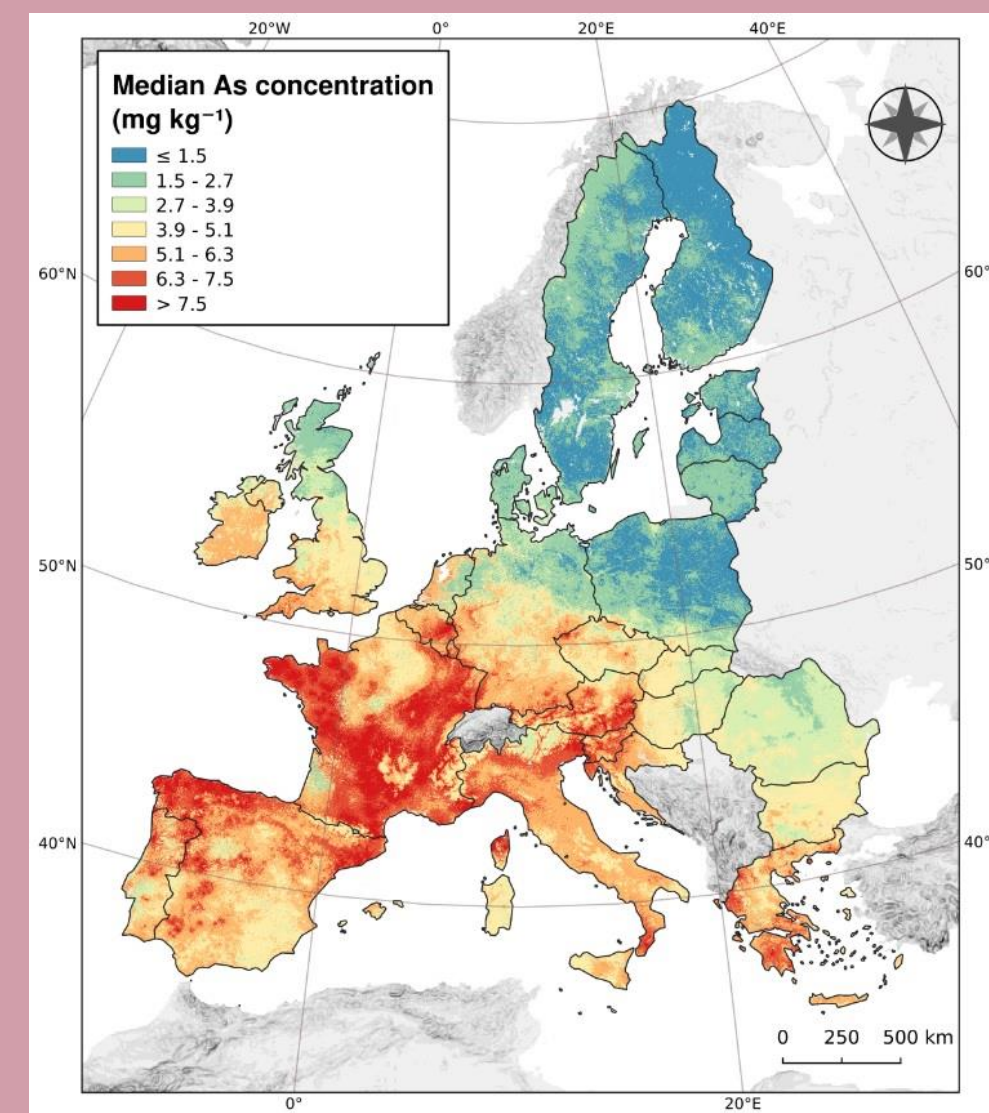 20°W 0° 20°E 40°E
Median As concentration
(mg kg⁻¹)
≤ 1.5
1.5 - 2.7
2.7 - 3.9
3.9 - 5.1
5.1 - 6.3
6.3 - 7.5
> 7.5
60°N 60°
50°N 50°
40°N 40°
0 250 500 km
0° 20°E